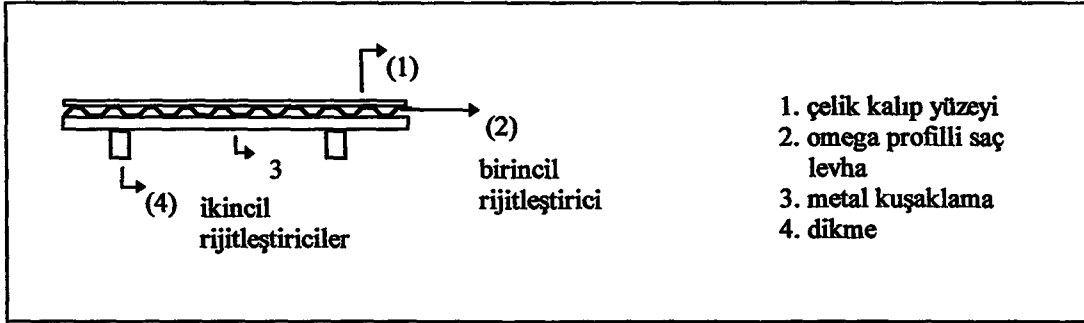 (1)
(2)
birincil
rijitleştirici
3
(4) ikincil
rijitleştiriciler
1. çelik kalıp yüzeyi
2. omega profilli saç
levha
3. metal kuşaklama
4. dikme